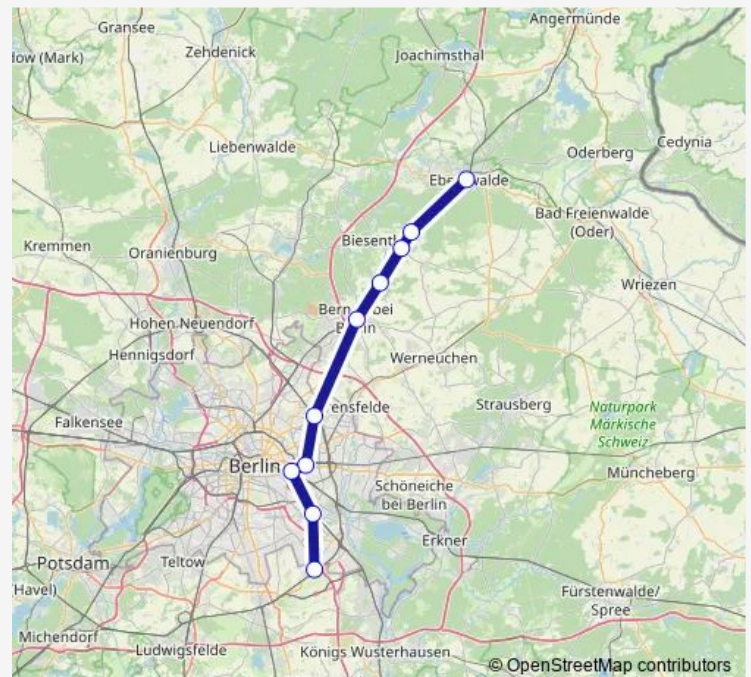 Gransee
Angermünde
Zehdenick
Joachimsthal
low (Mark)
Liebenwalde
Oderberg
Cedynia
Bad Freienwalde
(Oder)
Kremmen
Oranienburg
Wriezen
Hohen Neuendorf
Hennigsdorf
Werneuchen
ensfelde
Strausberg
Naturpark
Märkische
Schweiz
Falkensee
Berlin
Müncheberg
Schöneiche
bei Berlin
Erkner
Potsdam
Teltow
(Havel)
Fürstenwalde/
Spree
Michendorf
Ludwigsfelde
Königs Wusterhausen
© OpenStreetMap contributors